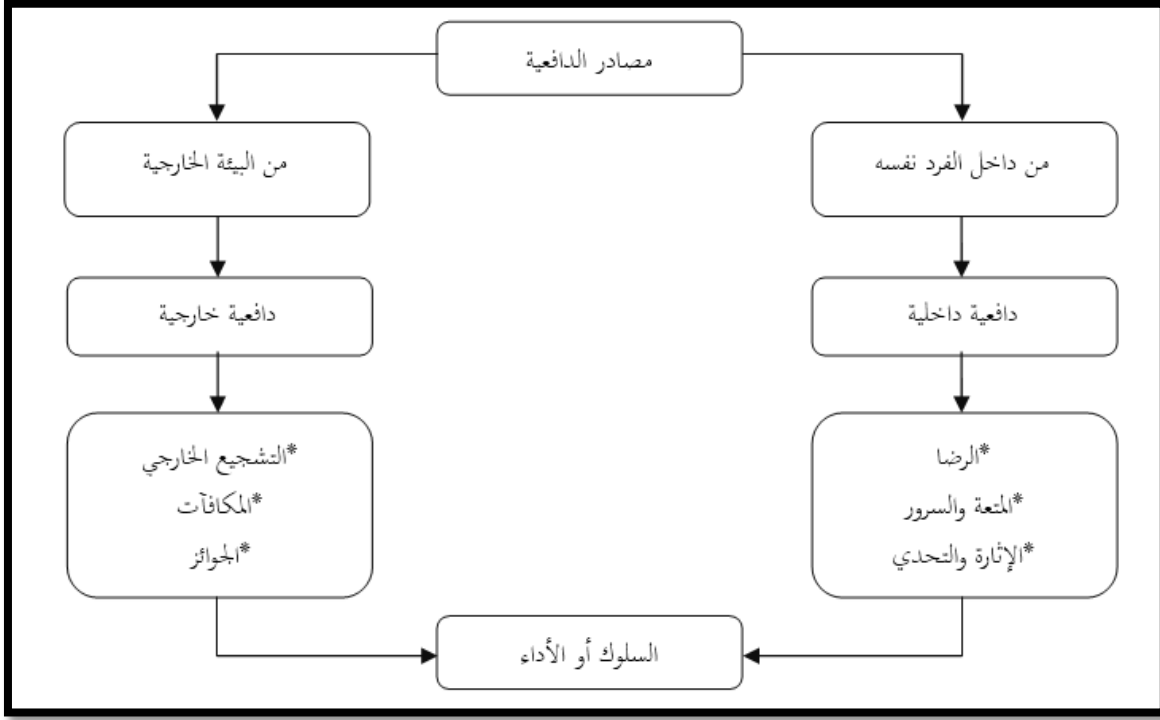 مصادر الدافعية
من داخل الفرد نفسه
من البيئة الخارجية
دافعية داخلية
دافعية خارجية
*الرضا
*المتعة والسرور
*الإثارة والتحدي
*التشجيع الخارجي
*المكافآت
*الجوائز
السلوك أو الأداء